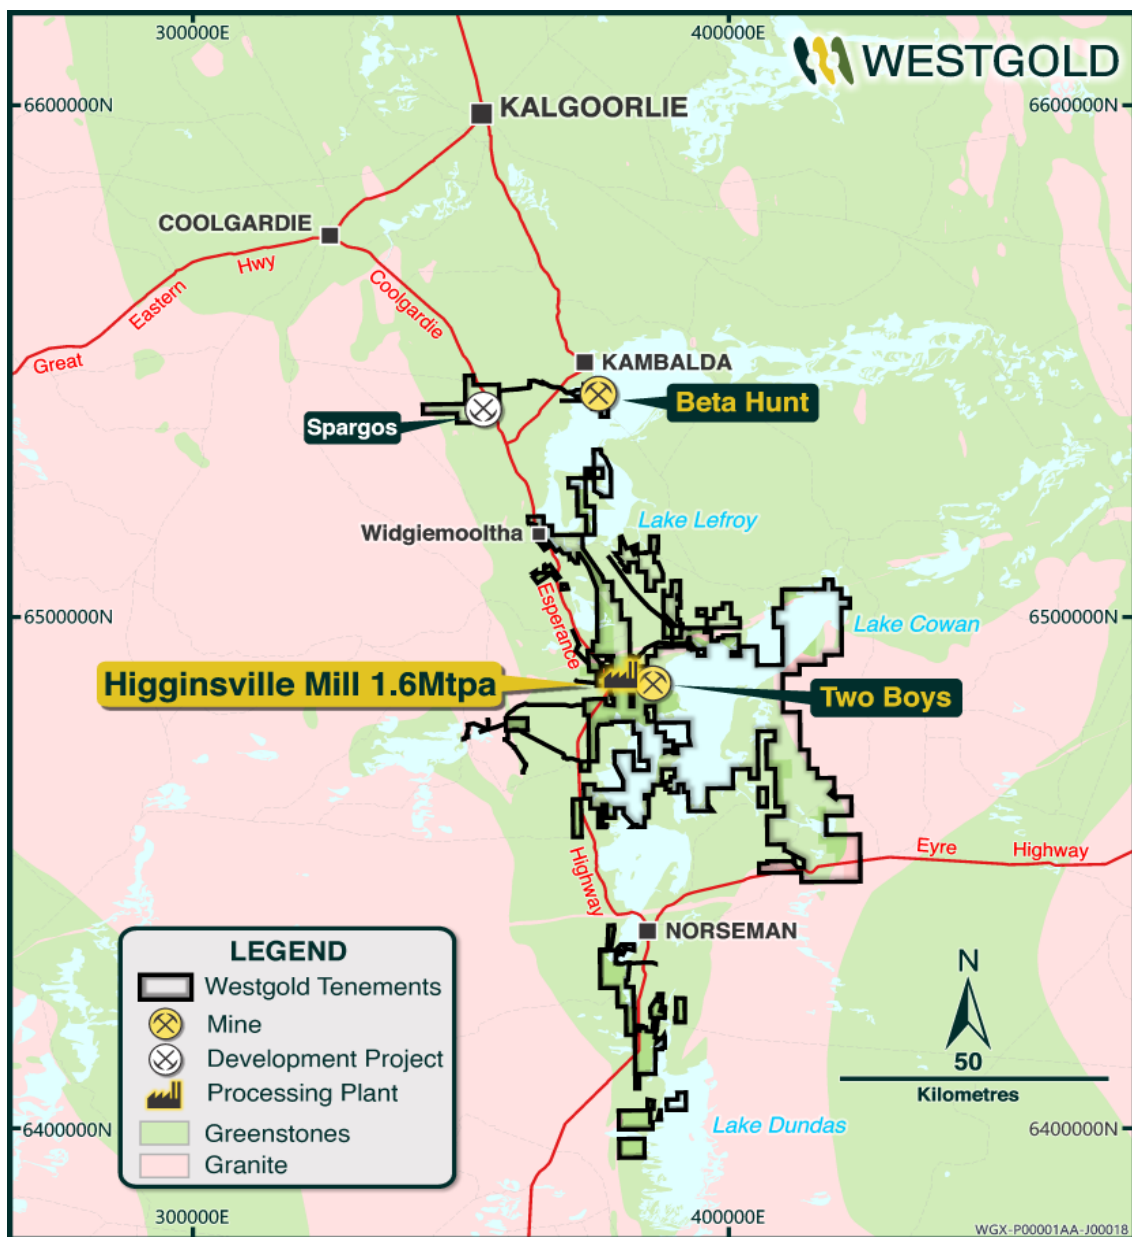 300000E
400000E
WESTGOLD
6600000N
6600000N
KALGOORLIE
COOLGARDIE
Great Eastern Hwy
Coolgardie
KAMBALDA
Beta Hunt
Spargos
Lake Lefroy
Widgiemooltha
Esperance
6500000N
6500000N
Lake Cowan
Higginsville Mill 1.6Mtpa
Two Boys
Eyre Highway
Highway
NORSEMAN
LEGEND
Westgold Tenements
Mine
Development Project
Processing Plant
Greenstones
Granite
N
50
Kilometres
Lake Dundas
6400000N
6400000N
300000E
400000E
WGX-P00001AA-J00018